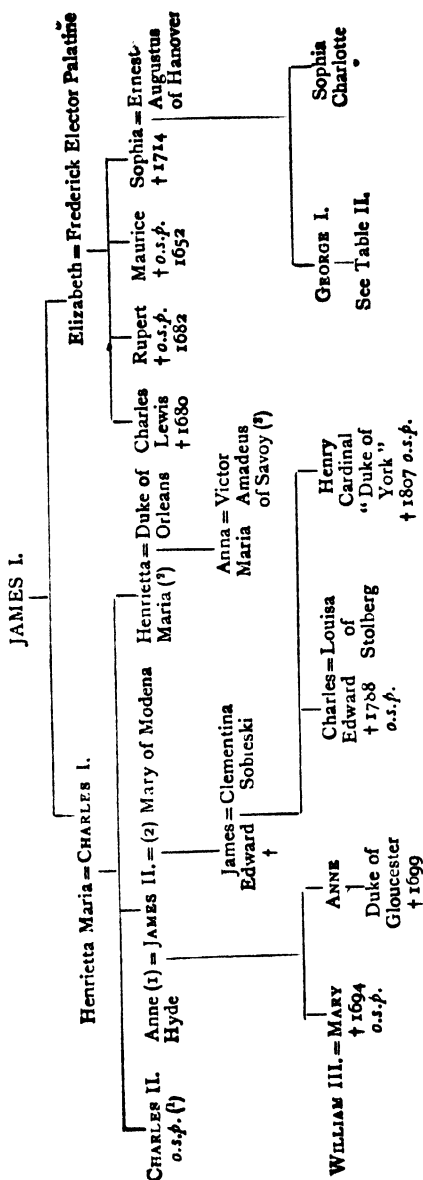 JAMES I.
Henrietta Maria = CHARLES I.
Elizabeth = Frederick Elector Palatine
CHARLES II.
o.s.p. (¹)
Anne (1) = JAMES II. = (2) Mary of Modena
Hyde
Henrietta = Duke of
Maria (²) Orleans
Charles
Lewis
† 1680
Rupert
† o.s.p.
1682
Maurice
† o.s.p.
1652
Sophia = Ernest
† 1714 Augustus
of Hanover
James = Clementina
Edward Sobieski
†
Anna = Victor
Maria Amadeus
of Savoy (³)
WILLIAM III. = MARY
† 1694
o.s.p.
ANNE
Duke of
Gloucester
† 1699
Charles = Louisa
Edward of
† 1788 Stolberg
o.s.p.
Henry
Cardinal
"Duke of
York"
† 1807 o.s.p.
GEORGE I.
See Table II.
Sophia
Charlotte